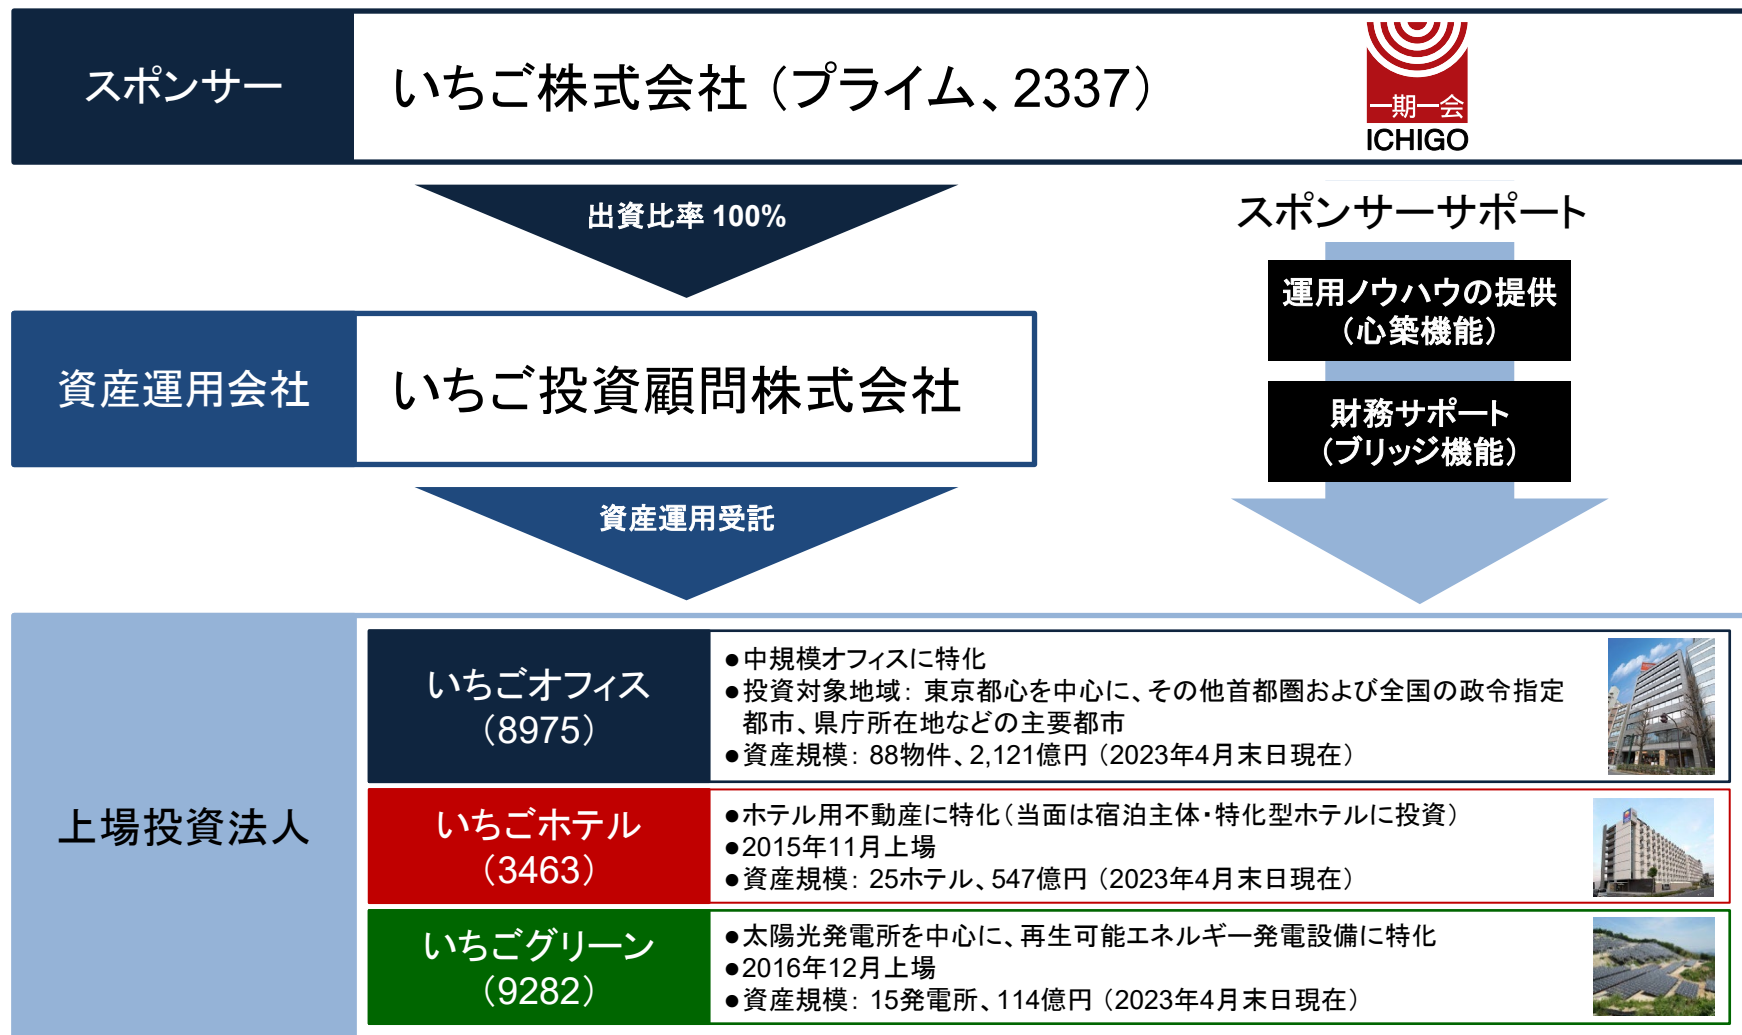 スポンサー
いちご株式会社（プライム、2337）
一期一会
ICHIGO
出資比率 100%
スポンサーサポート
運用ノウハウの提供
（心築機能）
資産運用会社
いちご投資顧問株式会社
財務サポート
（ブリッジ機能）
資産運用受託
上場投資法人
いちごオフィス
（8975）
●中規模オフィスに特化
●投資対象地域： 東京都心を中心に、その他首都圏および全国の政令指定
都市、県庁所在地などの主要都市
●資産規模： 88物件、2,121億円（2023年4月末日現在）
いちごホテル
（3463）
●ホテル用不動産に特化（当面は宿泊主体・特化型ホテルに投資）
●2015年11月上場
●資産規模： 25ホテル、547億円（2023年4月末日現在）
いちごグリーン
（9282）
●太陽光発電所を中心に、再生可能エネルギー発電設備に特化
●2016年12月上場
●資産規模： 15発電所、114億円（2023年4月末日現在）